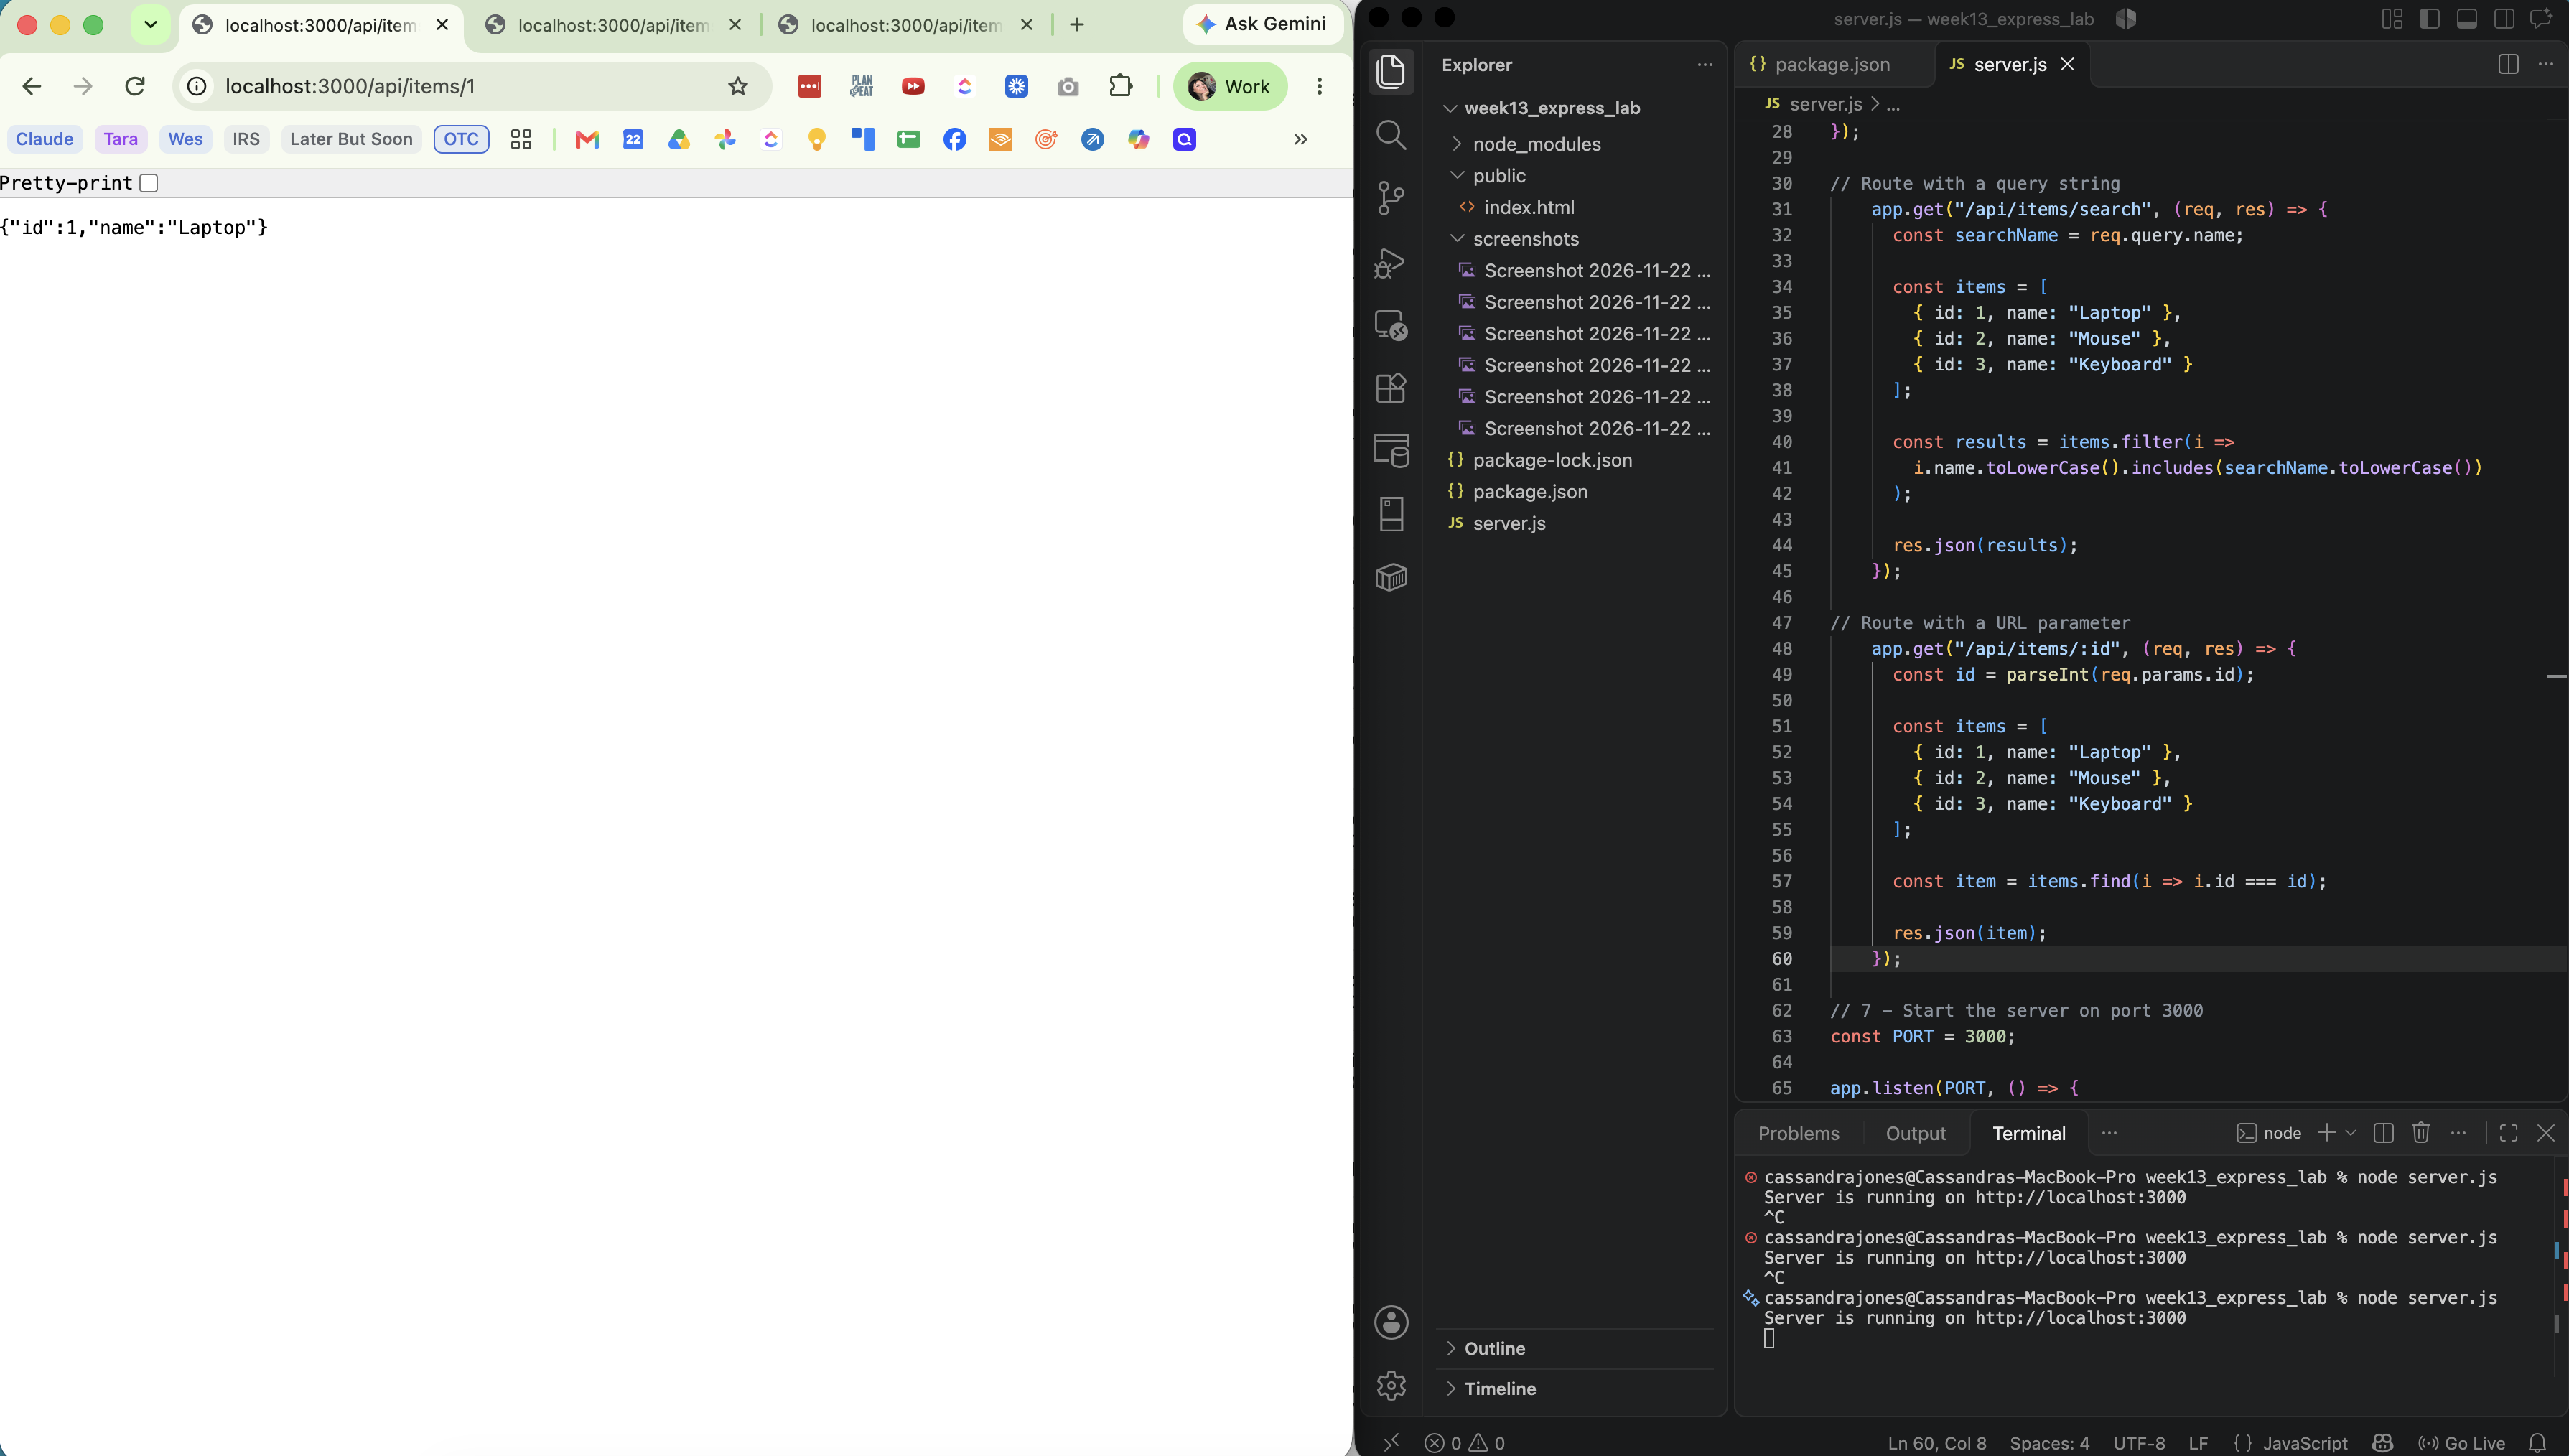 localhost:3000/api/item
localhost:3000/api/item
localhost:3000/api/item
Ask Gemini
localhost:3000/api/items/1
PLAN TO EAT
Work
Claude
Tara
Wes
IRS
Later But Soon
OTC
22
Pretty-print
{"id":1,"name":"Laptop"}
server.js — week13_express_lab
Explorer
week13_express_lab
node_modules
public
index.html
screenshots
Screenshot 2026-11-22 ...
Screenshot 2026-11-22 ...
Screenshot 2026-11-22 ...
Screenshot 2026-11-22 ...
Screenshot 2026-11-22 ...
Screenshot 2026-11-22 ...
{} package-lock.json
{} package.json
JS server.js
Outline
Timeline
{} package.json
JS server.js
JS server.js > ...
28 });
29
30 // Route with a query string
31 app.get("/api/items/search", (req, res) => {
32 const searchName = req.query.name;
33
34 const items = [
35 { id: 1, name: "Laptop" },
36 { id: 2, name: "Mouse" },
37 { id: 3, name: "Keyboard" }
38 ];
39
40 const results = items.filter(i =>
41 i.name.toLowerCase().includes(searchName.toLowerCase())
42 );
43
44 res.json(results);
45 });
46
47 // Route with a URL parameter
48 app.get("/api/items/:id", (req, res) => {
49 const id = parseInt(req.params.id);
50
51 const items = [
52 { id: 1, name: "Laptop" },
53 { id: 2, name: "Mouse" },
54 { id: 3, name: "Keyboard" }
55 ];
56
57 const item = items.find(i => i.id === id);
58
59 res.json(item);
60 });
61
62 // 7 – Start the server on port 3000
63 const PORT = 3000;
64
65 app.listen(PORT, () => {
Problems
Output
Terminal
node
cassandrajones@Cassandras-MacBook-Pro week13_express_lab % node server.js
Server is running on http://localhost:3000
^C
cassandrajones@Cassandras-MacBook-Pro week13_express_lab % node server.js
Server is running on http://localhost:3000
^C
cassandrajones@Cassandras-MacBook-Pro week13_express_lab % node server.js
Server is running on http://localhost:3000
0 0
Ln 60, Col 8
Spaces: 4
UTF-8
LF
{} JavaScript
Go Live